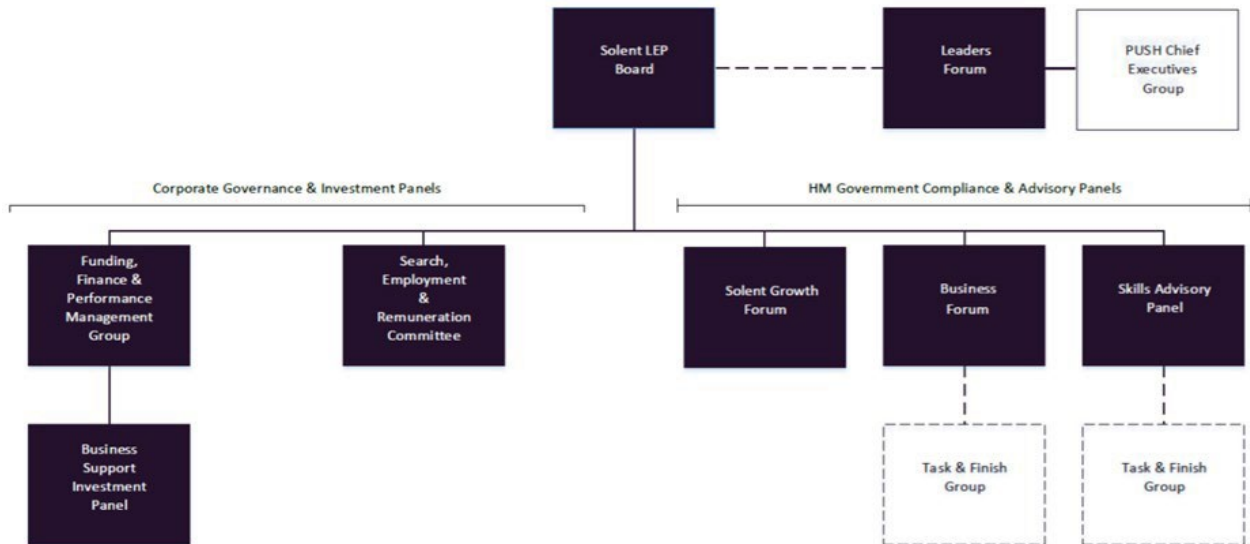 Solent LEP
Board
Leaders
Forum
PUSH Chief
Executives
Group
Corporate Governance & Investment Panels
HM Government Compliance & Advisory Panels
Funding,
Finance &
Performance
Management
Group
Search,
Employment
&
Remuneration
Committee
Solent Growth
Forum
Business
Forum
Skills Advisory
Panel
Business
Support
Investment
Panel
Task & Finish
Group
Task & Finish
Group